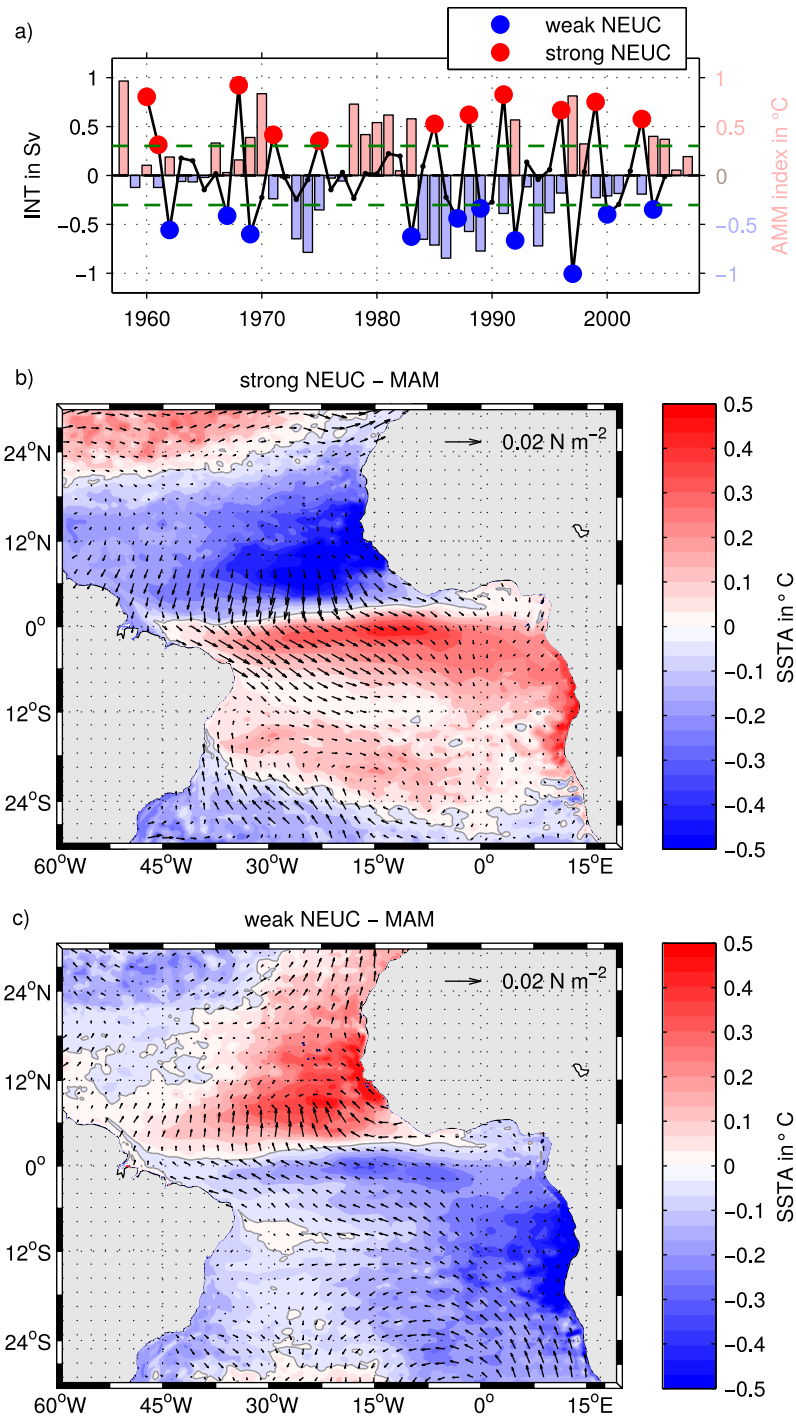 a)
weak NEUC
strong NEUC
INT in Sv
1
0.5
0
−0.5
−1
1
0.5
0
−0.5
−1
AMM index in °C
1960 1970 1980 1990 2000
b)
strong NEUC − MAM
0.02 N m⁻²
24°N
12°N
0°
12°S
24°S
60°W 45°W 30°W 15°W 0° 15°E
0.5
0.4
0.3
0.2
0.1
0
−0.1
−0.2
−0.3
−0.4
−0.5
SSTA in ° C
c)
weak NEUC − MAM
0.02 N m⁻²
24°N
12°N
0°
12°S
24°S
60°W 45°W 30°W 15°W 0° 15°E
0.5
0.4
0.3
0.2
0.1
0
−0.1
−0.2
−0.3
−0.4
−0.5
SSTA in ° C